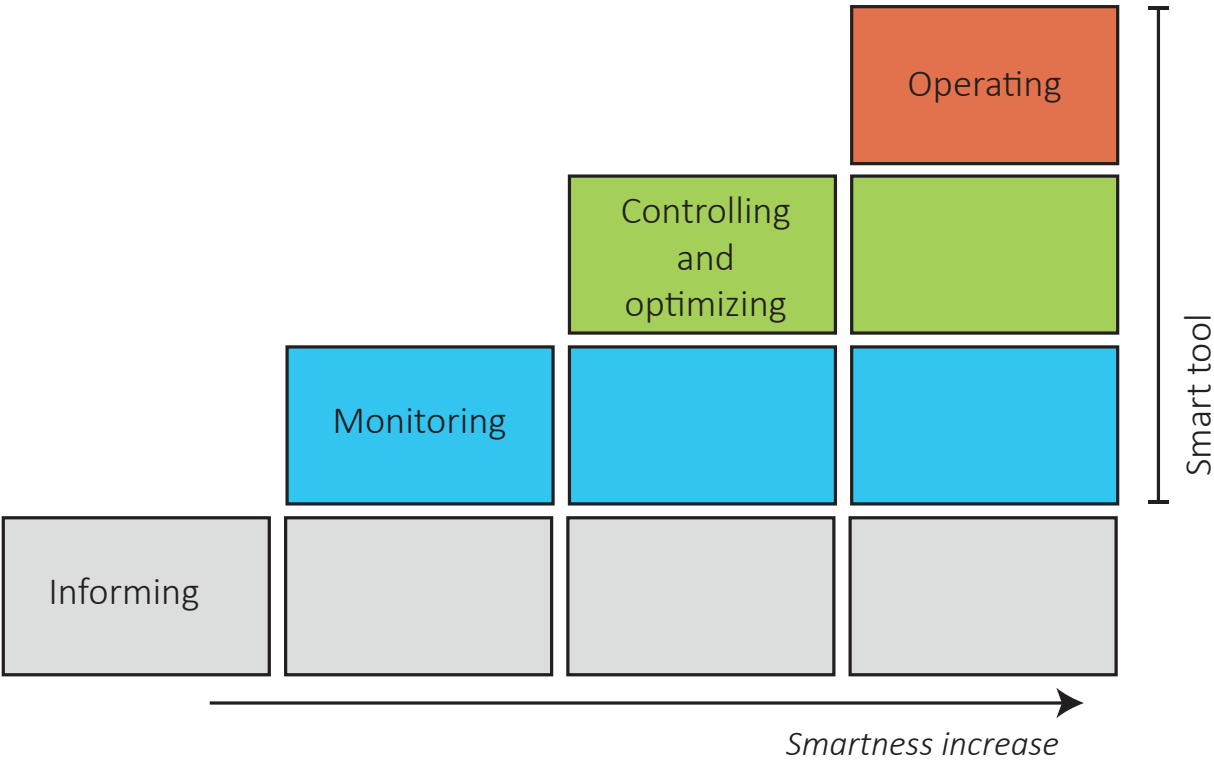 Operating
Controlling
and
optimizing
Monitoring
Informing
Smart tool
Smartness increase